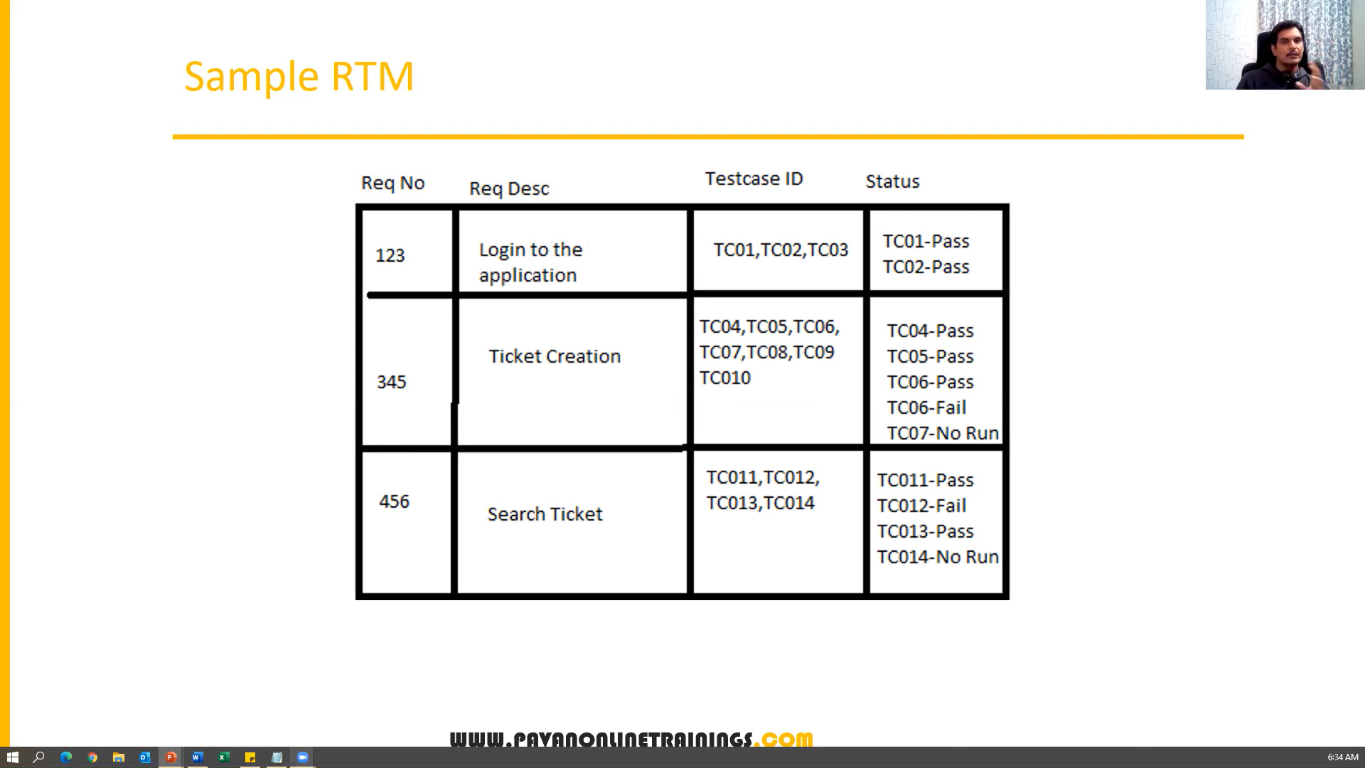 Sample RTM
Req No
Req Desc
Testcase ID
Status
123
Login to the
application
TC01,TC02,TC03
TC01-Pass
TC02-Pass
345
Ticket Creation
TC04,TC05,TC06,
TC07,TC08,TC09
TC010
TC04-Pass
TC05-Pass
TC06-Pass
TC06-Fail
TC07-No Run
456
Search Ticket
TC011,TC012,
TC013,TC014
TC011-Pass
TC012-Fail
TC013-Pass
TC014-No Run
WWW.PAVANONLINETRAININGS.COM
6:34 AM